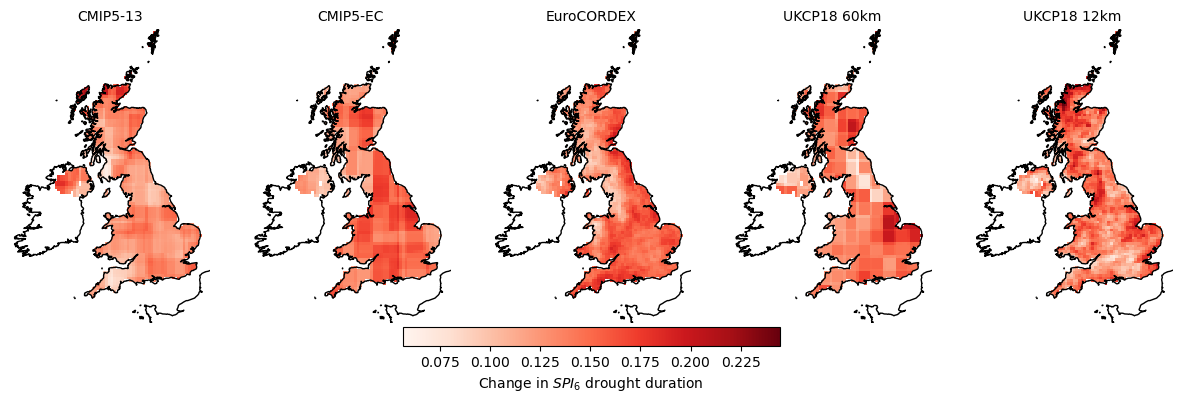 CMIP5-13 CMIP5-EC EuroCORDEX UKCP18 60km UKCP18 12km
0.075 0.100 0.125 0.150 0.175 0.200 0.225
Change in SPI₆ drought duration